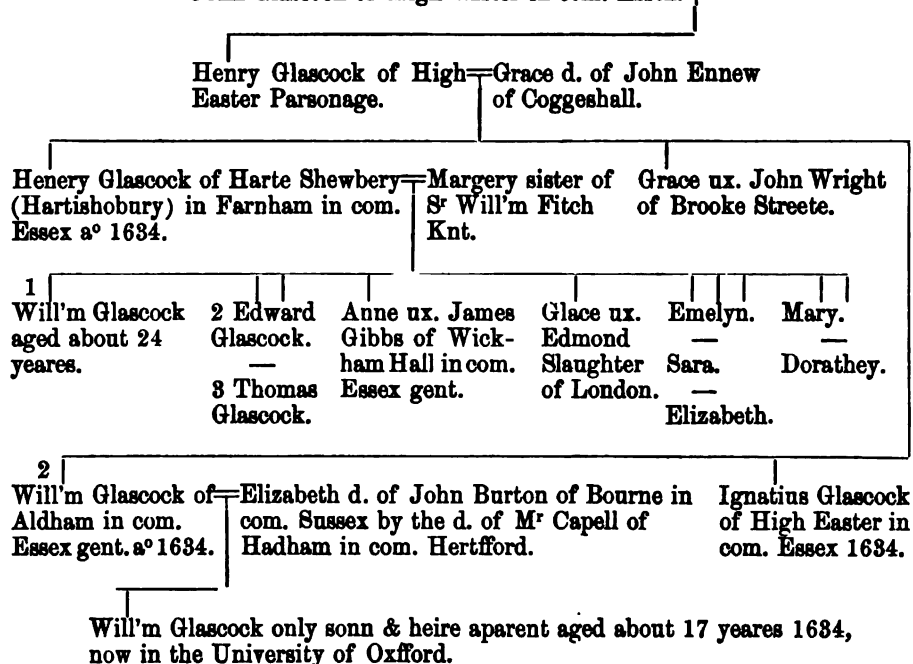 Henry Glascock of High Easter Parsonage.
Grace d. of John Ennew of Coggeshall.
Henery Glascock of Harte Shewbery
(Hartishobury) in Farnham in com.
Essex aº 1634.
Margery sister of
Sʳ Will'm Fitch
Knt.
Grace ux. John Wright
of Brooke Streete.
1
Will'm Glascock
aged about 24
yeares.
2 Edward
Glascock.
—
3 Thomas
Glascock.
Anne ux. James
Gibbs of Wick-
ham Hall in com.
Essex gent.
Glace ux.
Edmond
Slaughter
of London.
Emelyn.
—
Sara.
—
Elizabeth.
Mary.
—
Dorathey.
2
Will'm Glascock of
Aldham in com.
Essex gent. aº 1634.
Elizabeth d. of John Burton of Bourne in
com. Sussex by the d. of Mʳ Capell of
Hadham in com. Hertfford.
Ignatius Glascock
of High Easter in
com. Essex 1634.
Will'm Glascock only sonn & heire aparent aged about 17 yeares 1634,
now in the University of Oxfford.